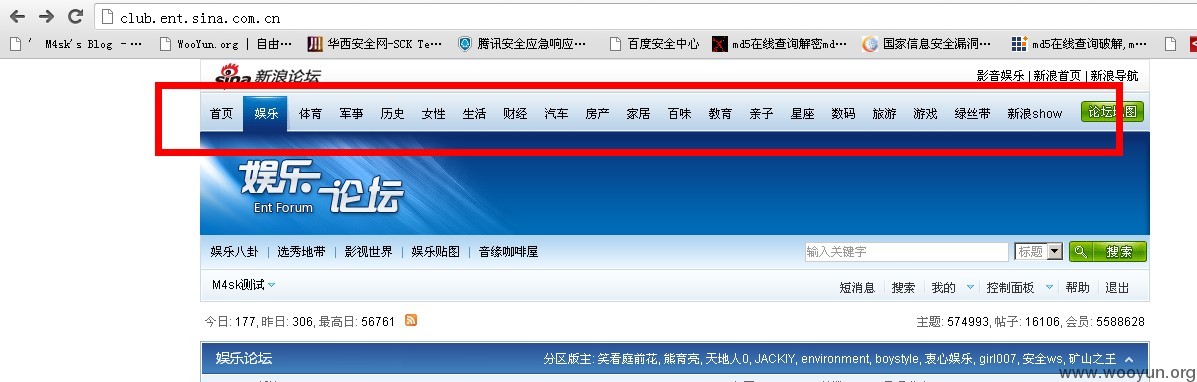 club.ent.sina.com.cn
' M4sk's Blog - … WooYun.org | 自由… 华西安全网-SCK Te… 腾讯安全应急响应… 百度安全中心 md5在线查询解密md… 国家信息安全漏洞… md5在线查询破解,m…
sina 新浪论坛 影音娱乐 | 新浪首页 | 新浪导航
首页 娱乐 体育 军事 历史 女性 生活 财经 汽车 房产 家居 百味 教育 亲子 星座 数码 旅游 游戏 绿丝带 新浪show 论坛地图
娱乐论坛
Ent Forum
娱乐八卦 | 选秀地带 | 影视世界 | 娱乐贴图 | 音缘咖啡屋 输入关键字 标题 搜索
M4sk测试 短消息 搜索 我的 控制面板 帮助 退出
今日: 177, 昨日: 306, 最高日: 56761 主题: 574993, 帖子: 16106, 会员: 5588628
娱乐论坛 分区版主: 笑看庭前花, 熊育亮, 天地人0, JACKIY, environment, boystyle, 衷心娱乐, girl007, 安全ws, 矿山之王
www.wooyun.org